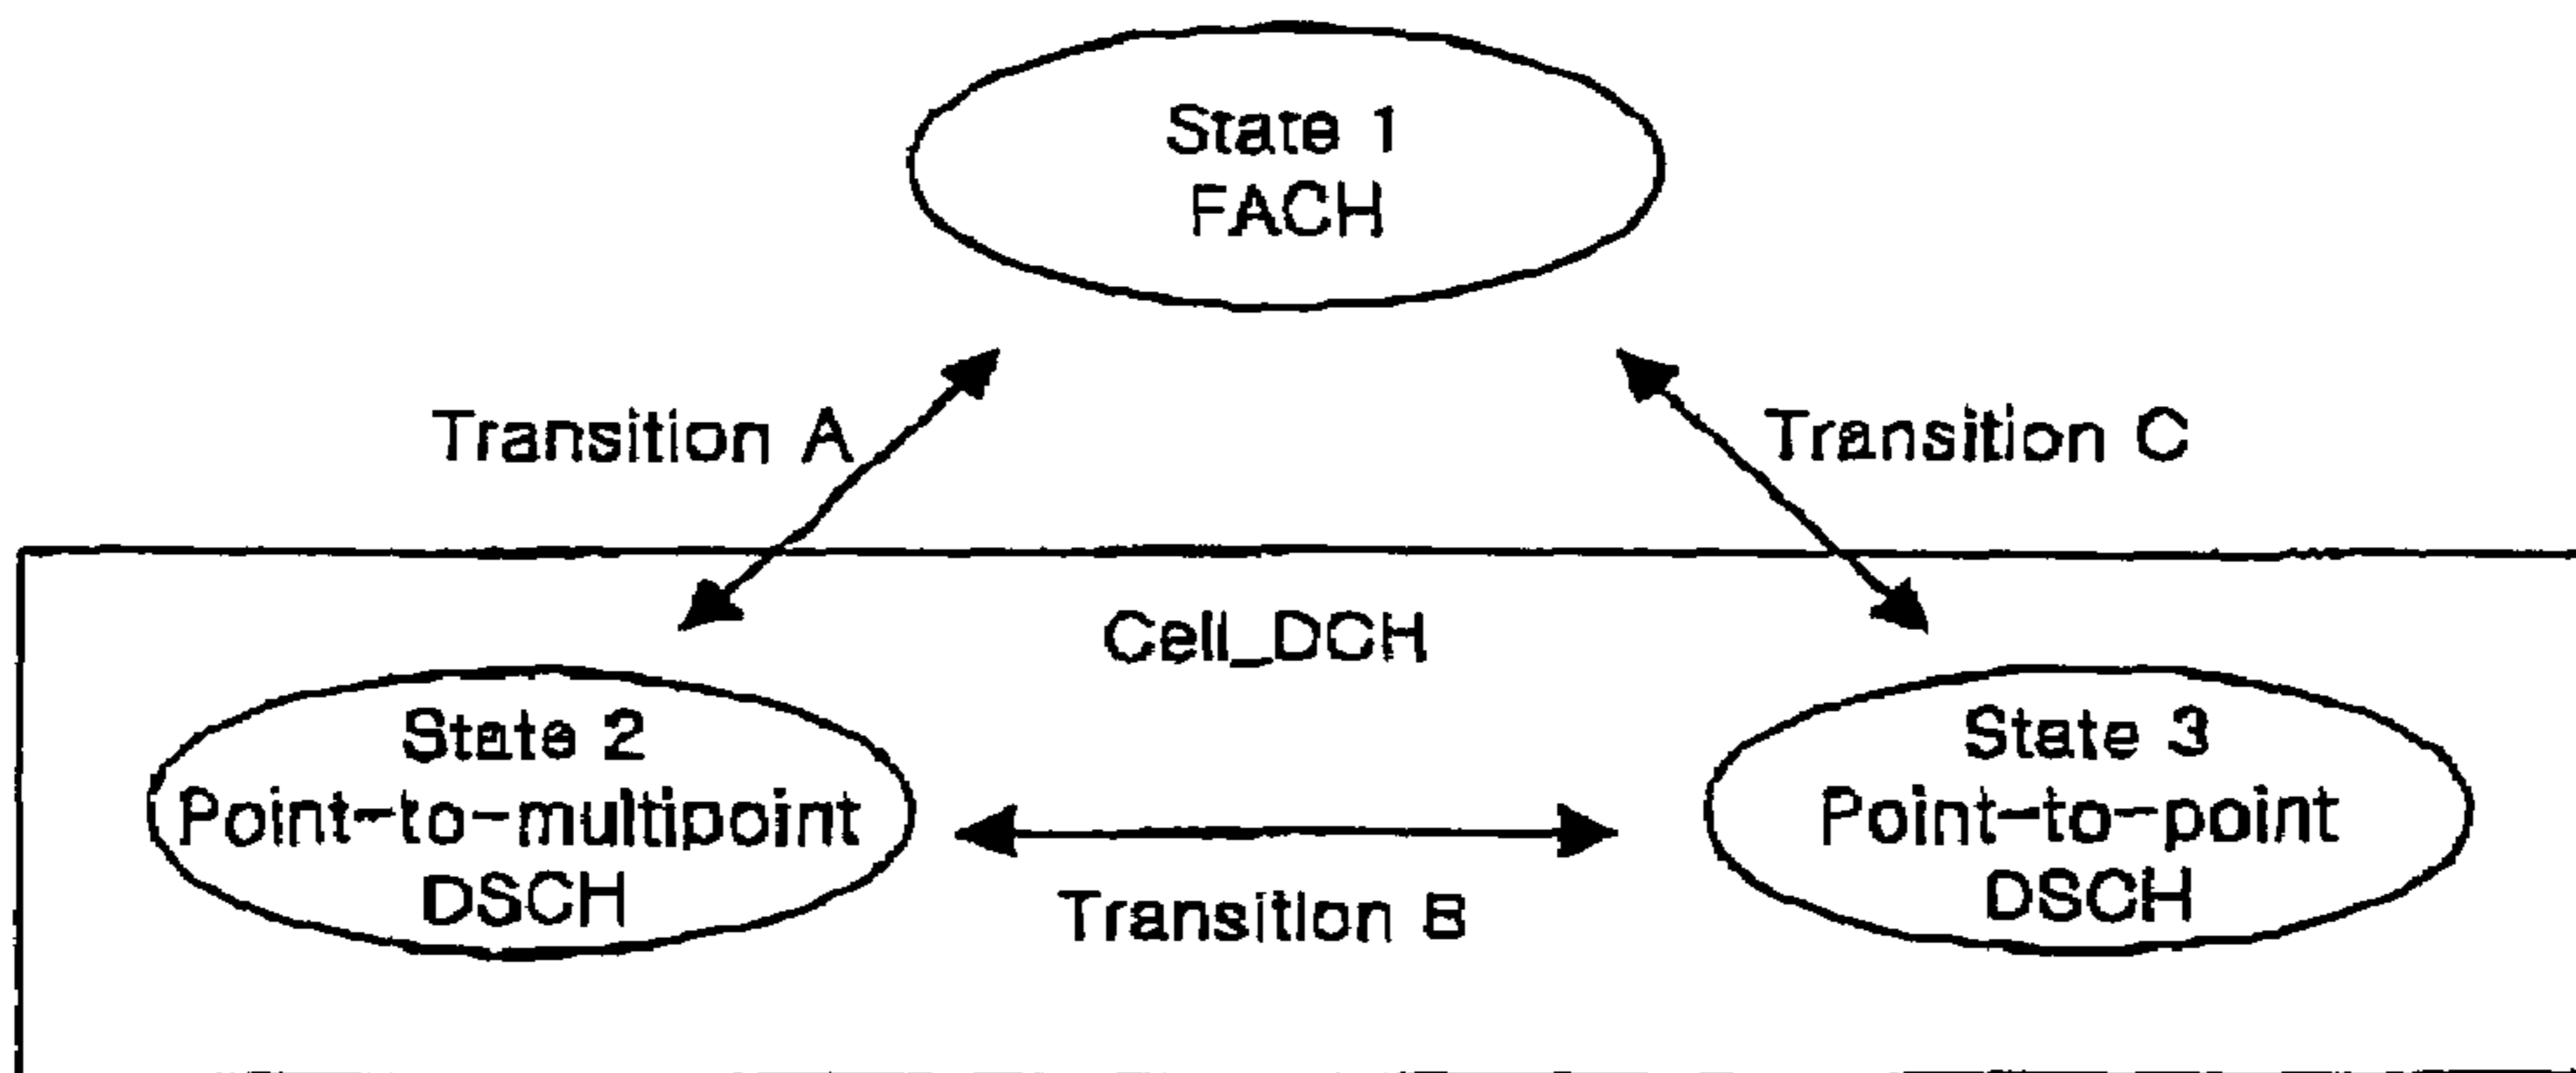 State 1
FACH
Transition A
Transition C
Cell_DCH
State 2
Point-to-multipoint
DSCH
State 3
Point-to-point
DSCH
Transition B